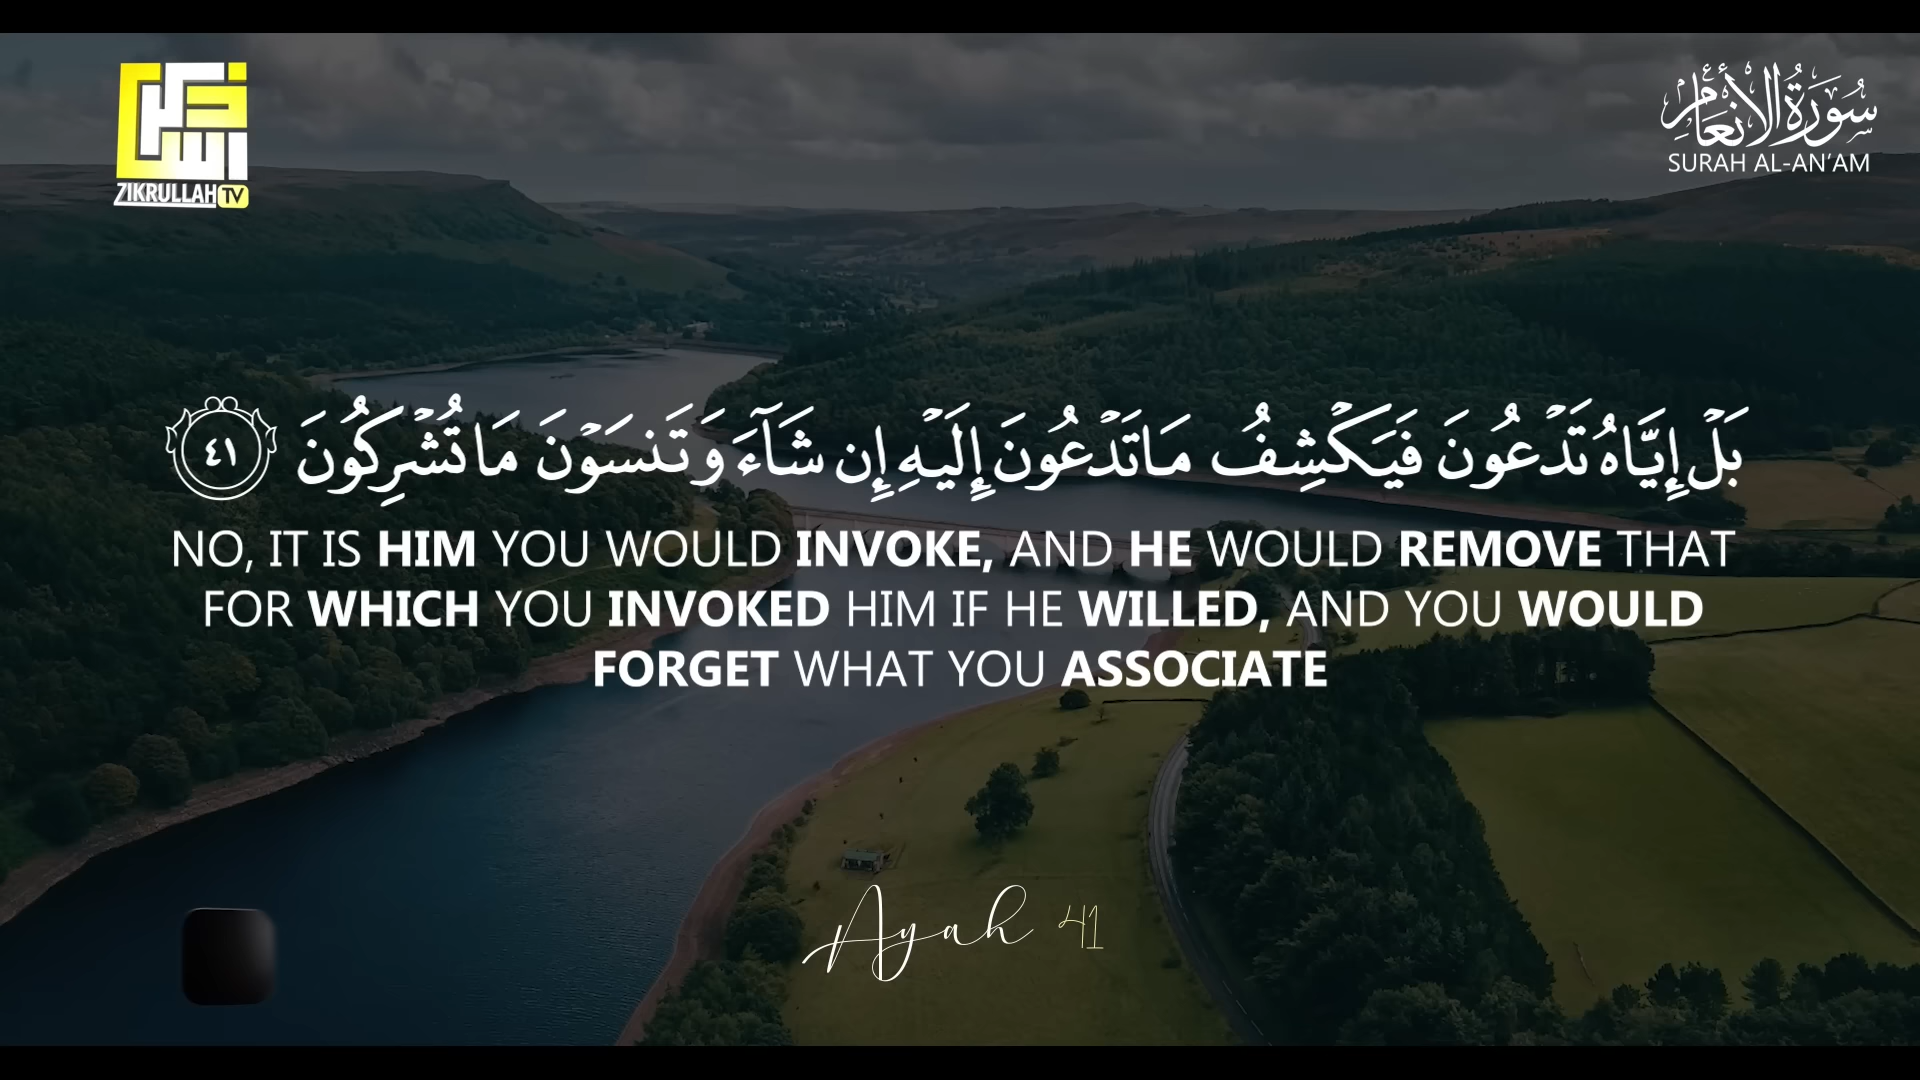 ZIKRULLAH TV
سُورَةُ الأَنْعَامِ
SURAH AL-AN'AM
بَلْ إِيَّاهُ تَدْعُونَ فَيَكْشِفُ مَا تَدْعُونَ إِلَيْهِ إِن شَآءَ وَتَنسَوْنَ مَا تُشْرِكُونَ ٤١
NO, IT IS HIM YOU WOULD INVOKE, AND HE WOULD REMOVE THAT
FOR WHICH YOU INVOKED HIM IF HE WILLED, AND YOU WOULD
FORGET WHAT YOU ASSOCIATE
Ayah 41